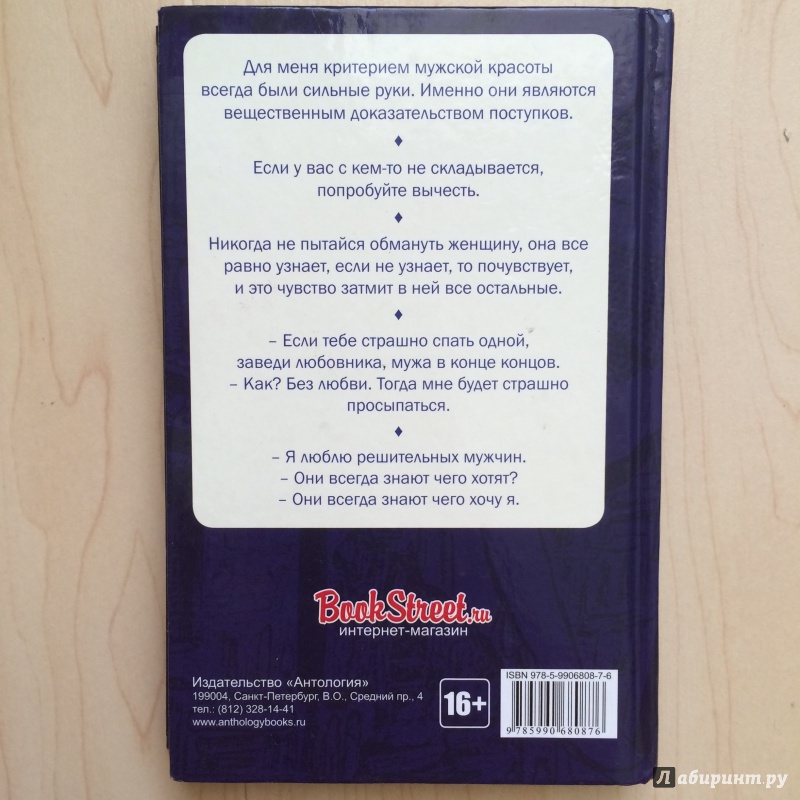 Для меня критерием мужской красоты
всегда были сильные руки. Именно они являются
вещественным доказательством поступков.
♦
Если у вас с кем-то не складывается,
попробуйте вычесть.
♦
Никогда не пытайся обмануть женщину, она все
равно узнает, если не узнает, то почувствует,
и это чувство затмит в ней все остальные.
♦
– Если тебе страшно спать одной,
заведи любовника, мужа в конце концов.
– Как? Без любви. Тогда мне будет страшно
просыпаться.
♦
– Я люблю решительных мужчин.
– Они всегда знают чего хотят?
– Они всегда знают чего хочу я.
BookStreet.ru
интернет-магазин
Издательство «Антология»
199004, Санкт-Петербург, В.О., Средний пр., 4
тел.: (812) 328-14-41
www.anthologybooks.ru
16+
ISBN 978-5-9906808-7-6
9 785990 680876
Лабиринт.ру